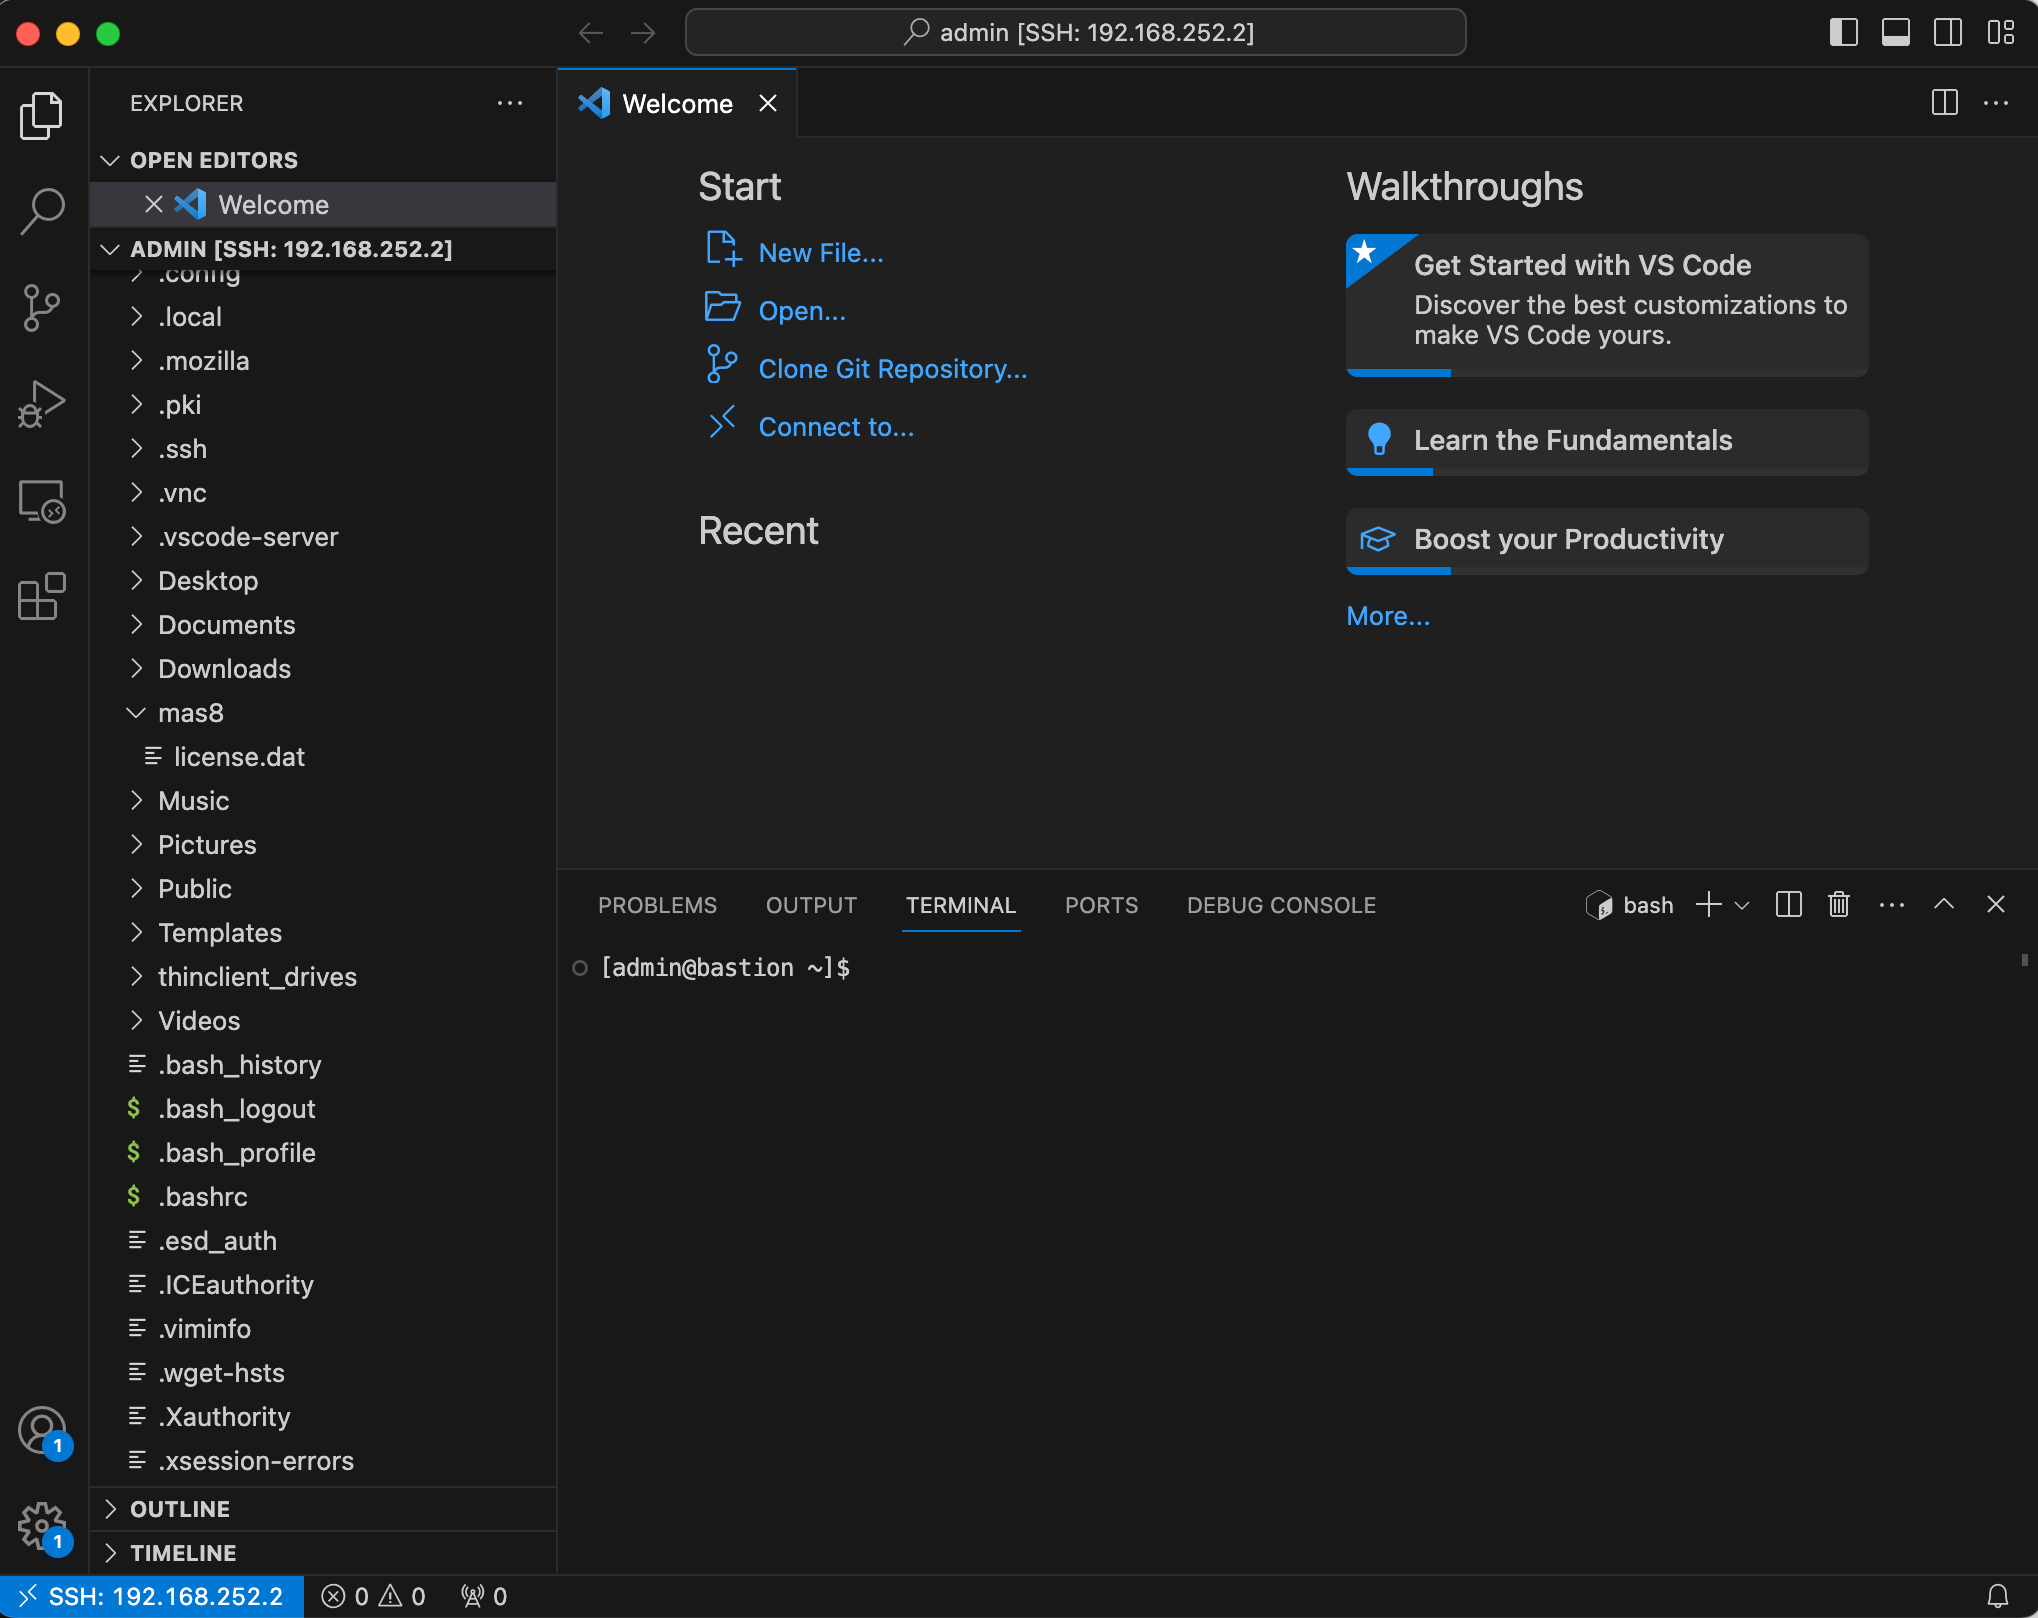 admin [SSH: 192.168.252.2]
EXPLORER
OPEN EDITORS
Welcome
ADMIN [SSH: 192.168.252.2]
.config
.local
.mozilla
.pki
.ssh
.vnc
.vscode-server
Desktop
Documents
Downloads
mas8
license.dat
Music
Pictures
Public
Templates
thinclient_drives
Videos
.bash_history
$ .bash_logout
$ .bash_profile
$ .bashrc
.esd_auth
.ICEauthority
.viminfo
.wget-hsts
.Xauthority
.xsession-errors
OUTLINE
TIMELINE
1
1
Welcome
Start
New File...
Open...
Clone Git Repository...
Connect to...
Recent
Walkthroughs
Get Started with VS Code
Discover the best customizations to
make VS Code yours.
Learn the Fundamentals
Boost your Productivity
More...
PROBLEMS OUTPUT TERMINAL PORTS DEBUG CONSOLE bash
[admin@bastion ~]$
SSH: 192.168.252.2 0 0 0